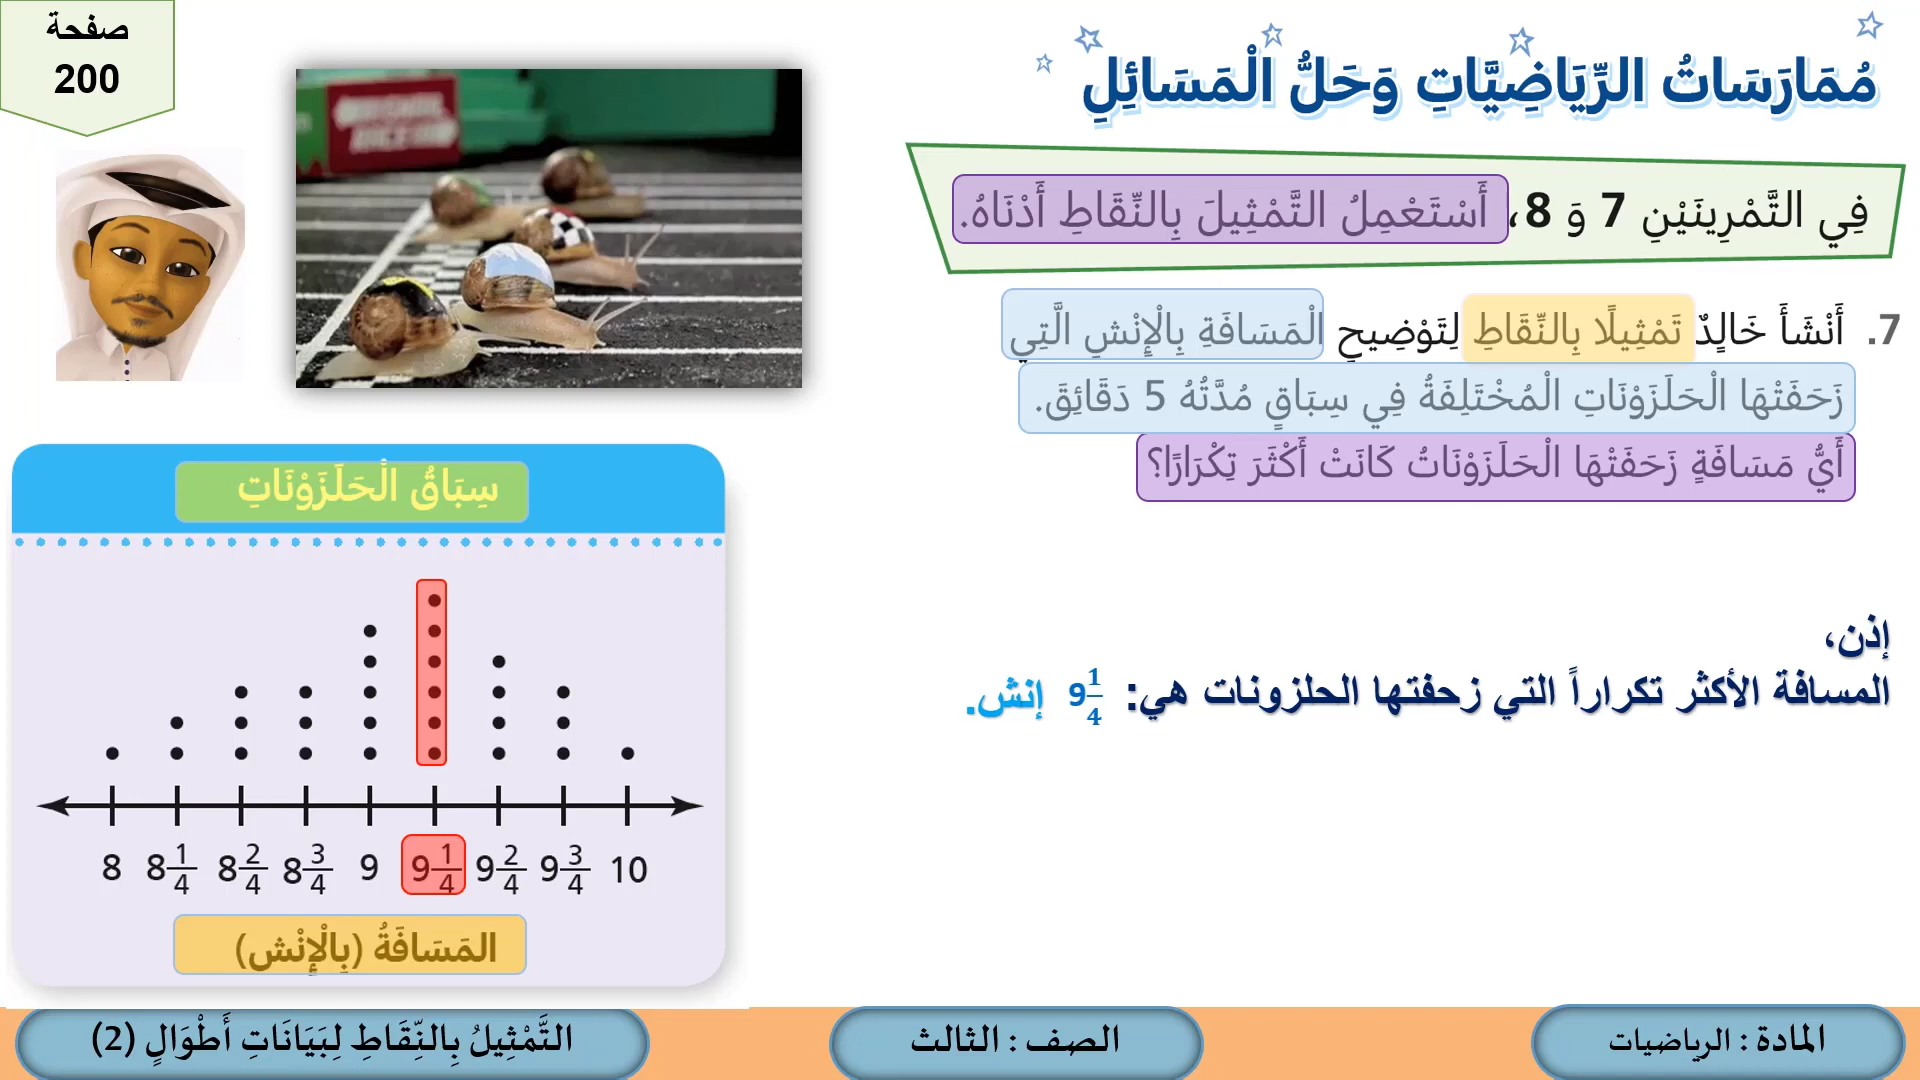 صفحة
200
مُمَارَسَاتُ الرِّيَاضِيَّاتِ وَحَلُّ الْمَسَائِلِ
فِي التَّمْرِينَيْنِ 7 وَ 8، أَسْتَعْمِلُ التَّمْثِيلَ بِالنِّقَاطِ أَدْنَاهُ.
7. أَنْشَأَ خَالِدٌ تَمْثِيلًا بِالنِّقَاطِ لِتَوْضِيحِ الْمَسَافَةِ بِالْإِنْشِ الَّتِي
زَحَفَتْهَا الْحَلَزَوْنَاتِ الْمُخْتَلِفَةُ فِي سِبَاقٍ مُدَّتُهُ 5 دَقَائِقَ.
أَيُّ مَسَافَةٍ زَحَفَتْهَا الْحَلَزَوْنَاتُ كَانَتْ أَكْثَرَ تِكْرَارًا؟
سِبَاقُ الْحَلَزَوْنَاتِ
8 8 1/4 8 2/4 8 3/4 9 9 1/4 9 2/4 9 3/4 10
المَسَافَةُ (بِالْإِنْش)
إذن،
المسافة الأكثر تكراراً التي زحفتها الحلزونات هي: 9 1/4 إنش.
المادة : الرياضيات
الصف : الثالث
التَّمْثِيلُ بِالنِّقَاطِ لِبَيَانَاتِ أَطْوَالٍ (2)